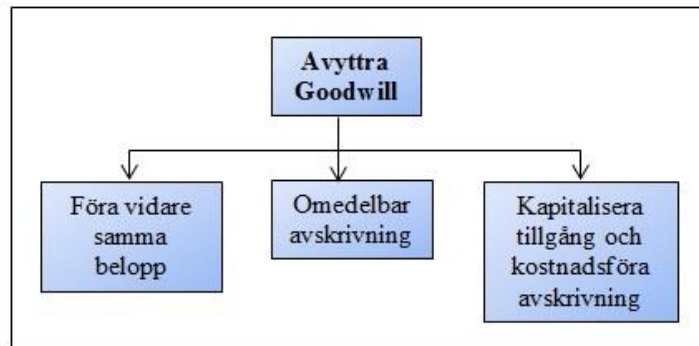 Avyttra
Goodwill
Föra vidare
samma
belopp
Omedelbar
avskrivning
Kapitalisera
tillgång och
kostnadsföra
avskrivning